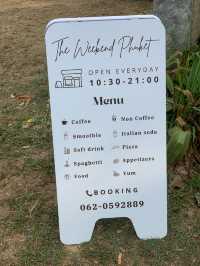 The Weekend Phuket
OPEN EVERYDAY
10:30-21:00
Menu
Coffee Non Coffee
Smoothie Italian soda
Soft drink Pizza
Spaghetti Appetizers
Food Yum
BOOKING
062-0592889